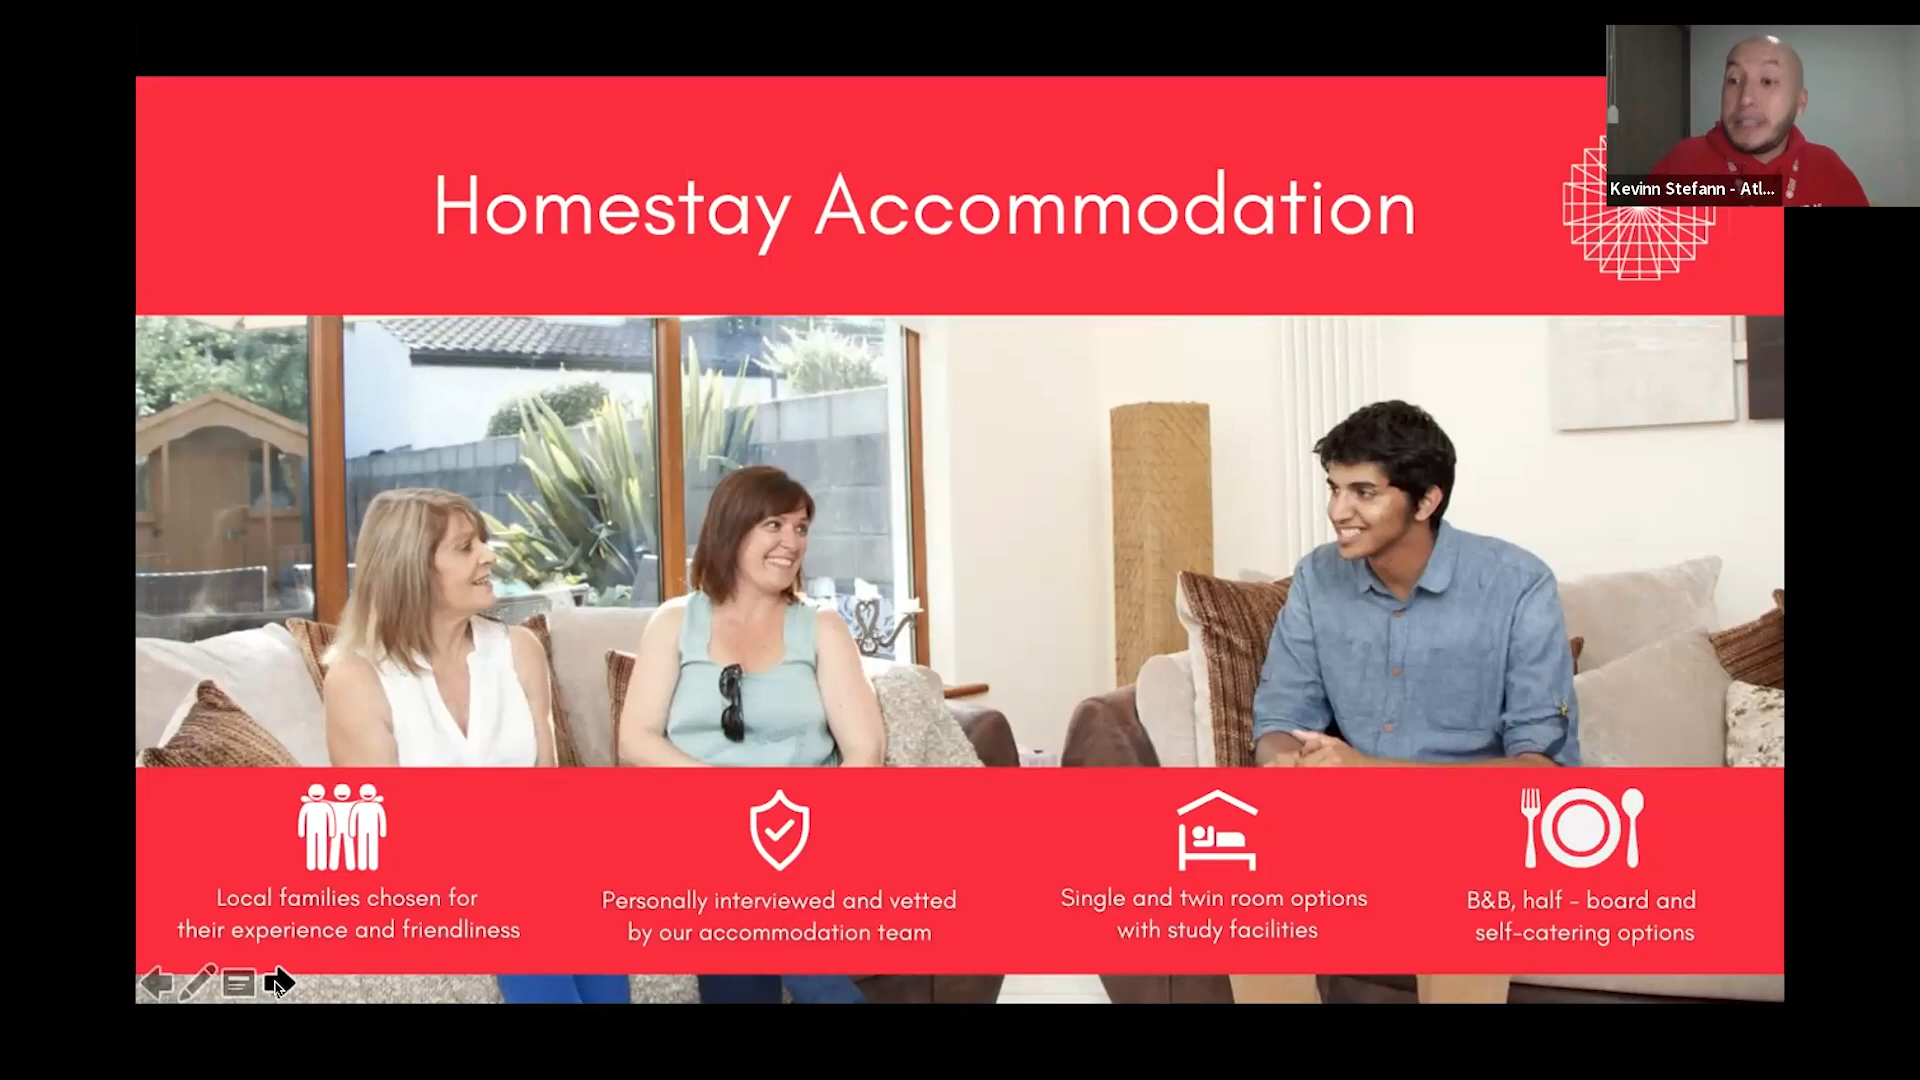 Homestay Accommodation
Kevinn Stefann - Atl...
Local families chosen for
their experience and friendliness
Personally interviewed and vetted
by our accommodation team
Single and twin room options
with study facilities
B&B, half - board and
self-catering options